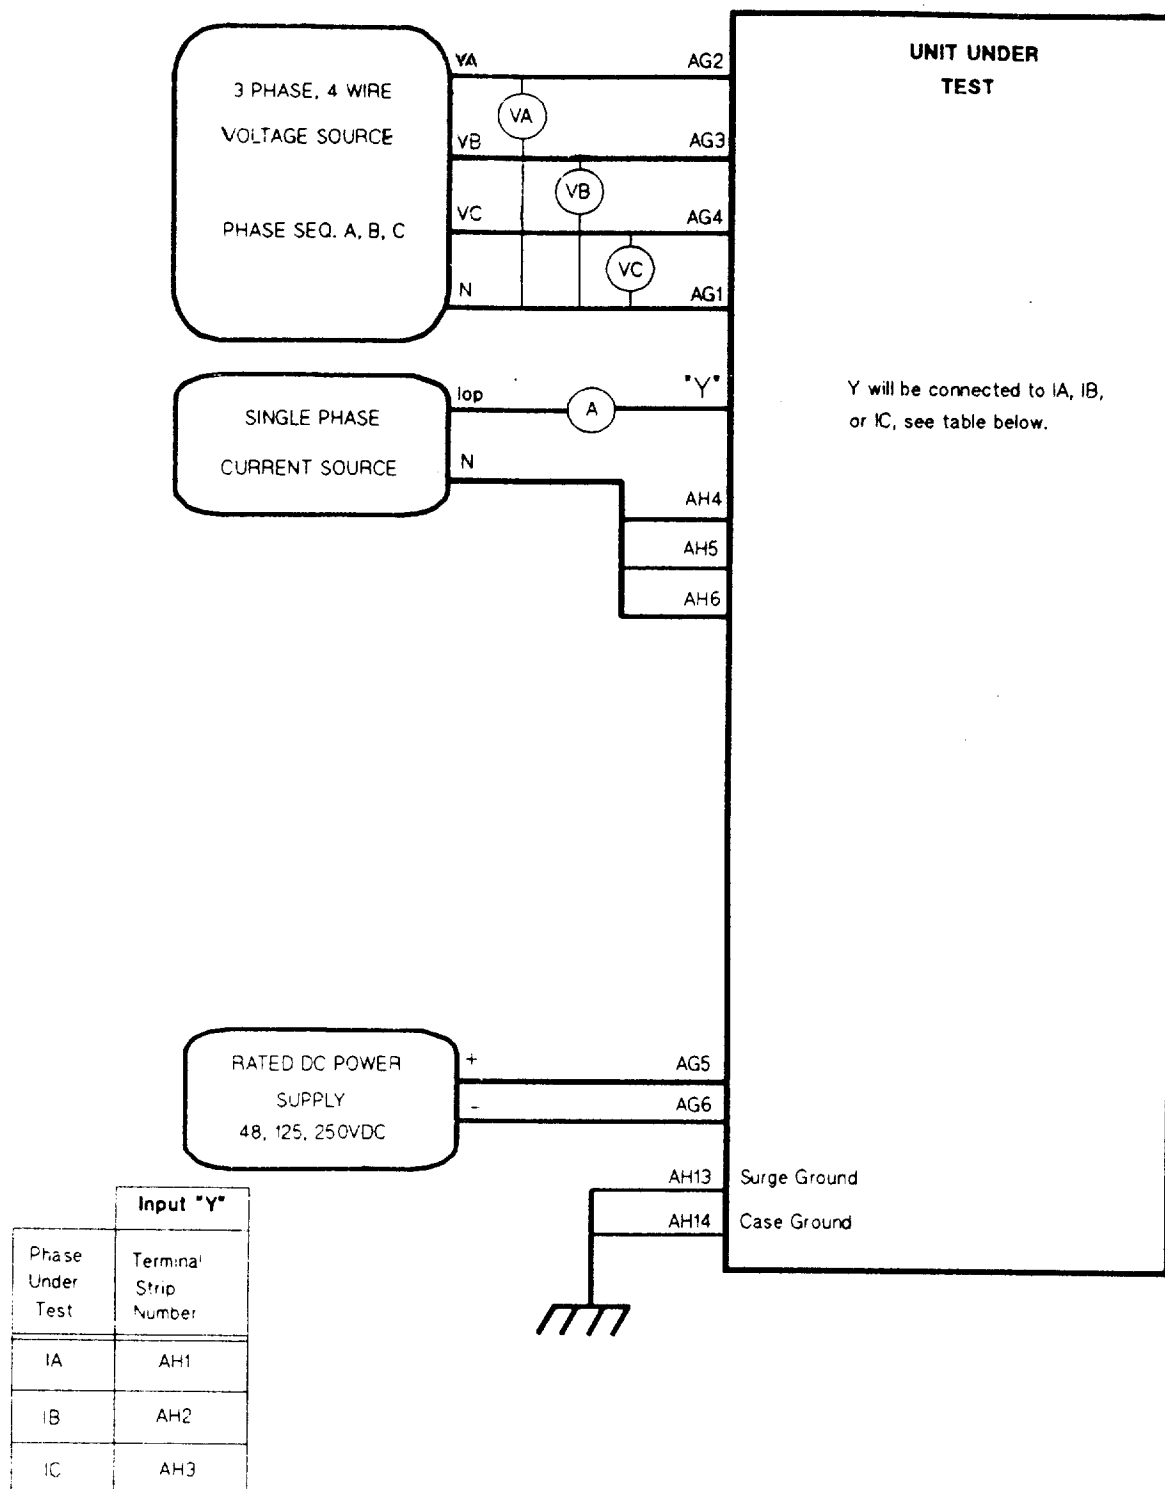 UNIT UNDER
TEST
3 PHASE, 4 WIRE
VOLTAGE SOURCE
PHASE SEQ. A, B, C
VA
AG2
VA
VB
AG3
VB
VC
AG4
VC
N
AG1
SINGLE PHASE
CURRENT SOURCE
Iop
A
"Y"
Y will be connected to IA, IB,
or IC, see table below.
N
AH4
AH5
AH6
RATED DC POWER
SUPPLY
48, 125, 250VDC
+
AG5
-
AG6
AH13
Surge Ground
AH14
Case Ground
Input "Y"
Phase
Under
Test
Terminal
Strip
Number
IA
AH1
IB
AH2
IC
AH3